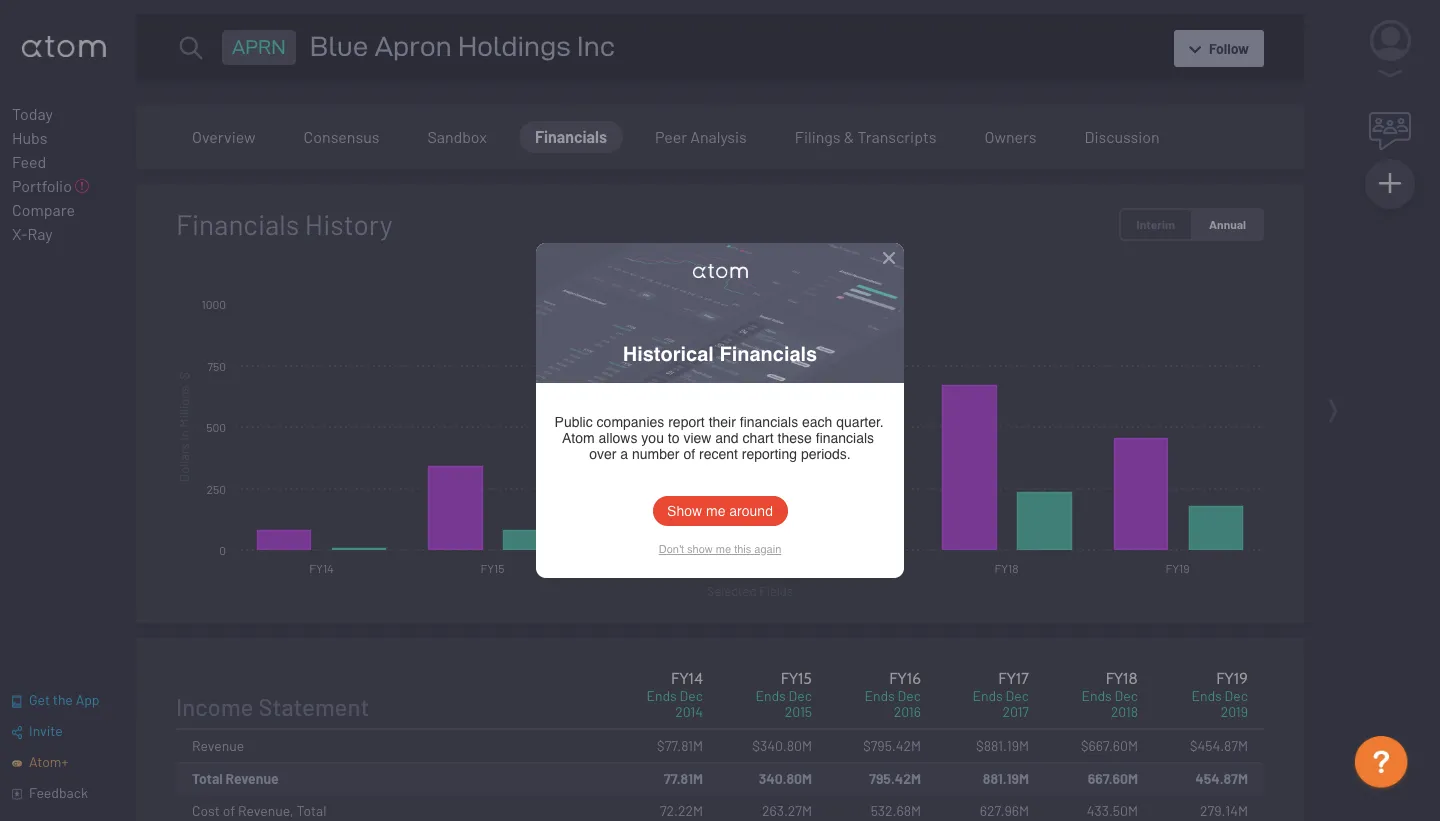 αtom
APRN Blue Apron Holdings Inc
Follow
Today
Hubs
Feed
Portfolio
Compare
X-Ray
Overview Consensus Sandbox Financials Peer Analysis Filings & Transcripts Owners Discussion
Financials History
Interim Annual
Dollars in Millions, $
1000
750
500
250
0
FY14 FY15 FY18 FY19
Selected Fields
αtom
Historical Financials
Public companies report their financials each quarter.
Atom allows you to view and chart these financials
over a number of recent reporting periods.
Show me around
Don't show me this again
Income Statement
FY14 FY15 FY16 FY17 FY18 FY19
Ends Dec Ends Dec Ends Dec Ends Dec Ends Dec Ends Dec
2014 2015 2016 2017 2018 2019
Revenue $77.81M $340.80M $795.42M $881.19M $667.60M $454.87M
Total Revenue 77.81M 340.80M 795.42M 881.19M 667.60M 454.87M
Cost of Revenue, Total 72.22M 263.27M 532.68M 627.96M 433.50M 279.14M
Get the App
Invite
Atom+
Feedback
?